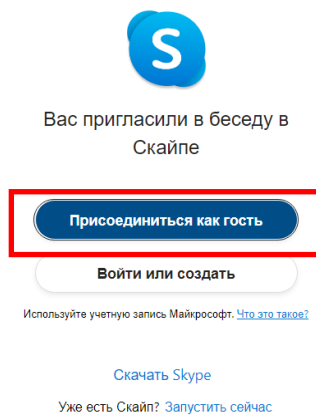 S
Вас пригласили в беседу в
Скайпе
Присоединиться как гость
Войти или создать
Используйте учетную запись Майкрософт. Что это такое?
Скачать Skype
Уже есть Скайп? Запустить сейчас